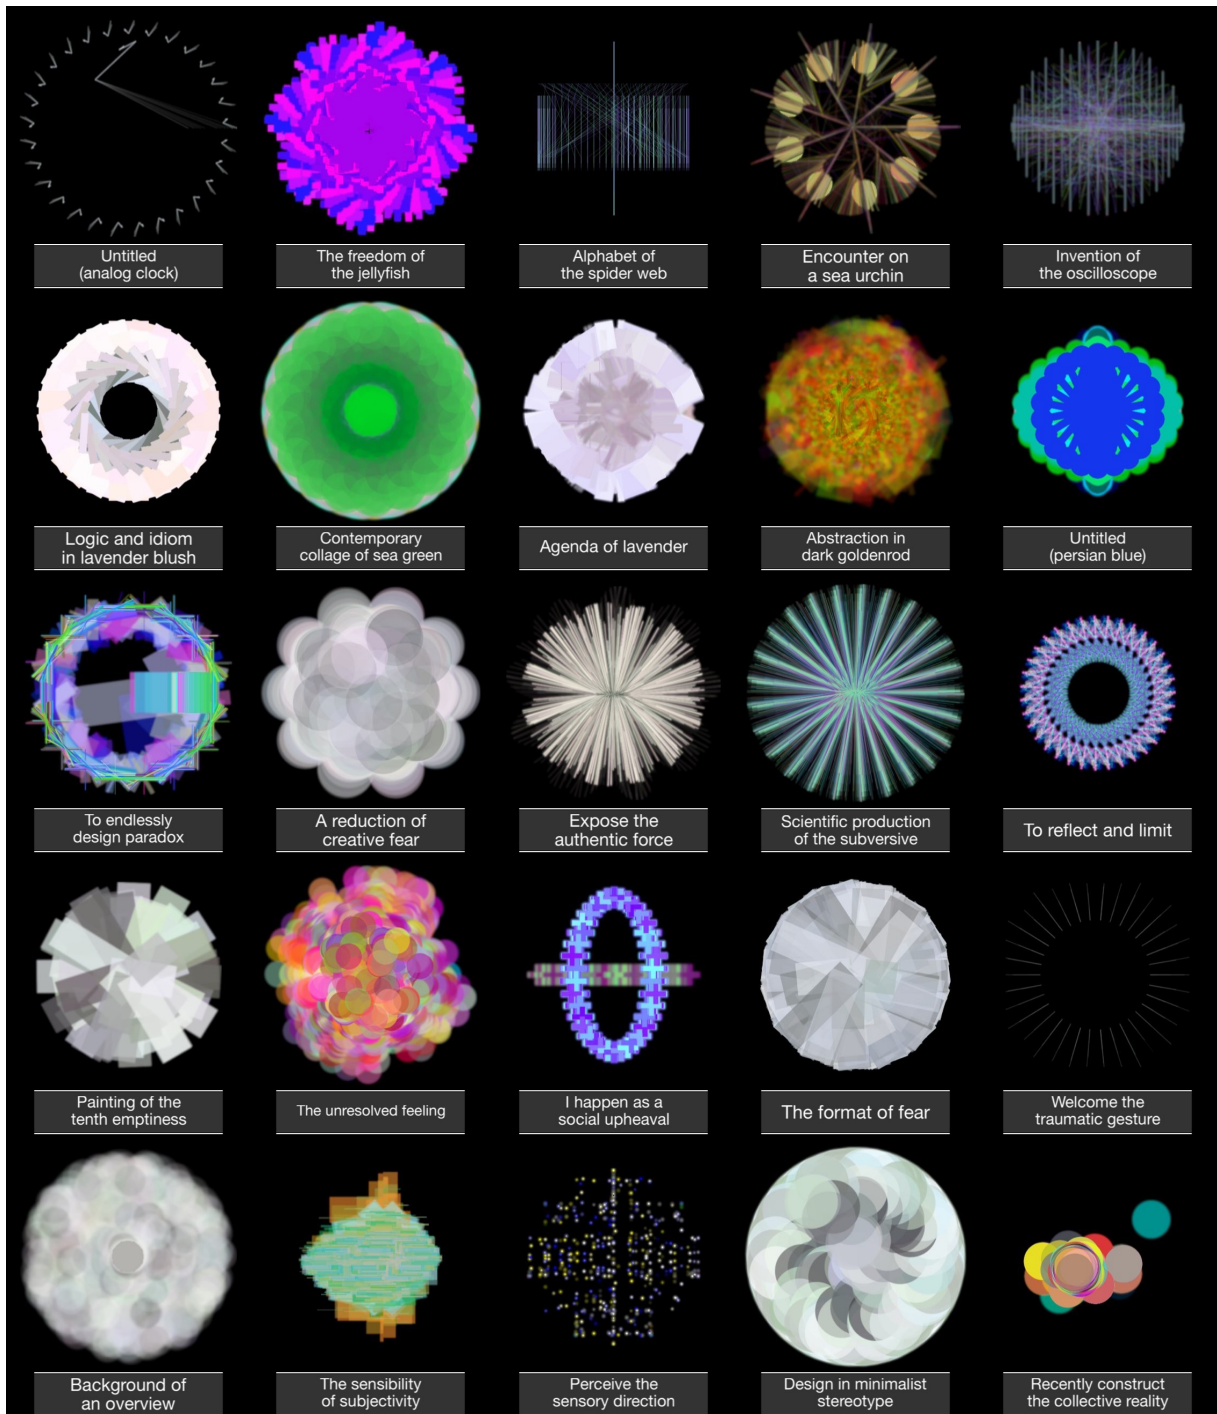 Untitled
(analog clock)
The freedom of
the jellyfish
Alphabet of
the spider web
Encounter on
a sea urchin
Invention of
the oscilloscope
Logic and idiom
in lavender blush
Contemporary
collage of sea green
Agenda of lavender
Abstraction in
dark goldenrod
Untitled
(persian blue)
To endlessly
design paradox
A reduction of
creative fear
Expose the
authentic force
Scientific production
of the subversive
To reflect and limit
Painting of the
tenth emptiness
The unresolved feeling
I happen as a
social upheaval
The format of fear
Welcome the
traumatic gesture
Background of
an overview
The sensibility
of subjectivity
Perceive the
sensory direction
Design in minimalist
stereotype
Recently construct
the collective reality